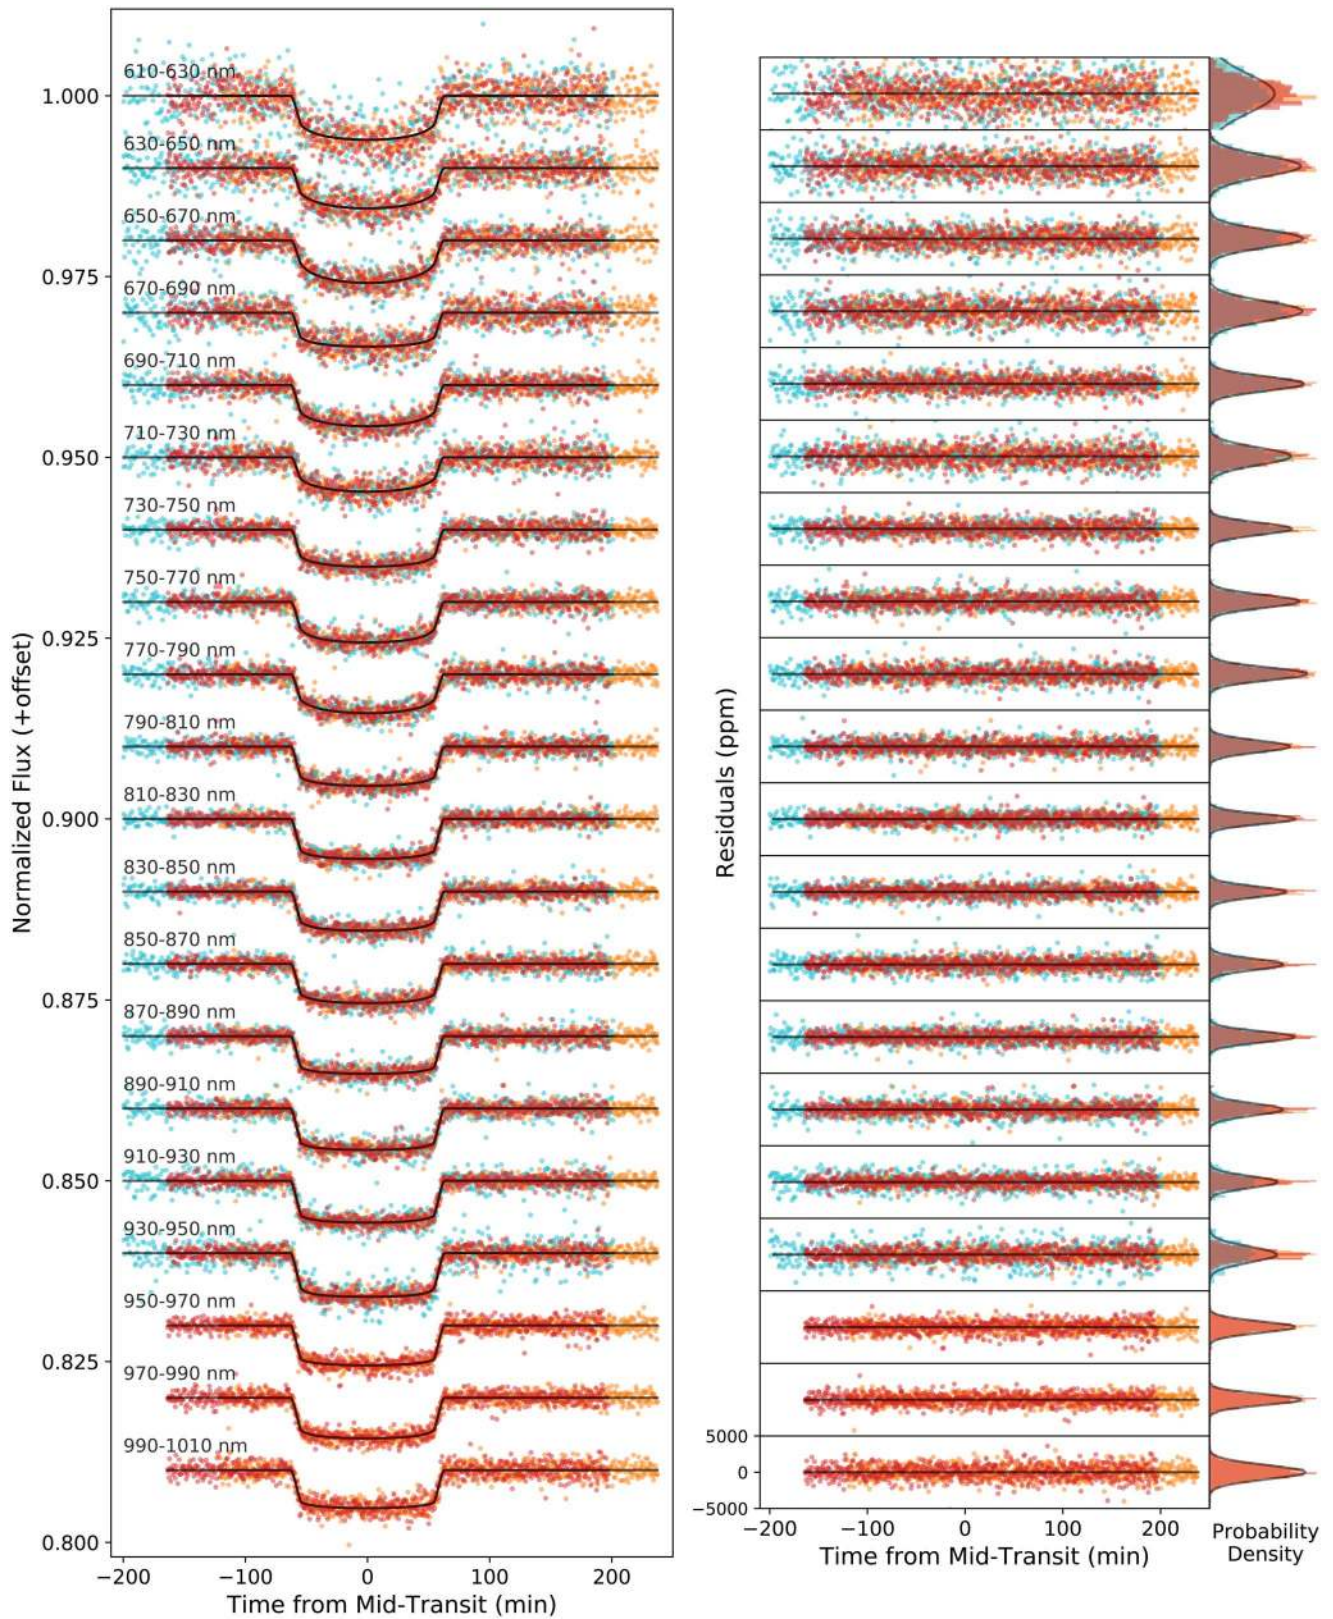 610-630 nm
1.000
630-650 nm
650-670 nm
0.975
670-690 nm
690-710 nm
710-730 nm
0.950
730-750 nm
750-770 nm
0.925
770-790 nm
790-810 nm
810-830 nm
0.900
830-850 nm
850-870 nm
0.875
870-890 nm
890-910 nm
910-930 nm
0.850
930-950 nm
950-970 nm
0.825
970-990 nm
990-1010 nm
0.800
Normalized Flux (+offset)
−200 −100 0 100 200
Time from Mid-Transit (min)
Residuals (ppm)
5000
0
−5000
−200 −100 0 100 200
Time from Mid-Transit (min)
Probability
Density